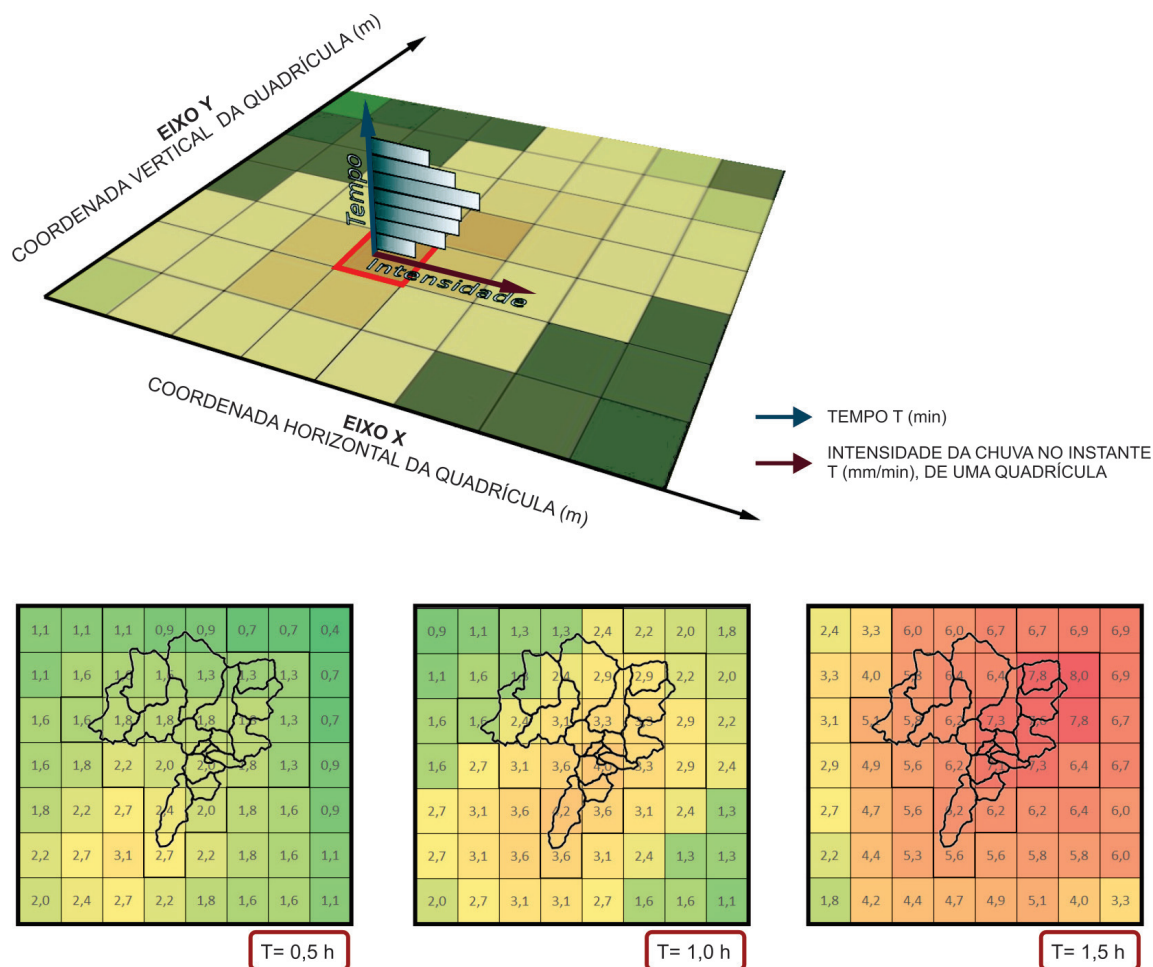 EIXO Y
COORDENADA VERTICAL DA QUADRÍCULA (m)
Tempo
Intensidade
EIXO X
COORDENADA HORIZONTAL DA QUADRÍCULA (m)
TEMPO T (min)
INTENSIDADE DA CHUVA NO INSTANTE
T (mm/min), DE UMA QUADRÍCULA
1,1 1,1 1,1 0,9 0,9 0,7 0,7 0,4
1,1 1,6 1,3 1,3 1,3 0,7
1,6 1,6 1,8 1,8 1,8 1,3 0,7
1,6 1,8 2,2 2,0 1,3 0,9
1,8 2,2 2,7 2,4 2,0 1,8 1,6 0,9
2,2 2,7 3,1 2,7 2,2 1,8 1,6 1,1
2,0 2,4 2,7 2,2 1,8 1,6 1,6 1,1
T= 0,5 h
0,9 1,1 1,3 1,3 2,4 2,2 2,0 1,8
1,1 1,6 2,4 2,9 2,9 2,2 2,0
1,6 1,6 2,4 3,1 3,3 2,9 2,2
1,6 2,7 3,1 3,6 4,0 3,3 2,9 2,4
2,7 3,1 3,6 4,2 3,6 3,1 2,4 1,3
2,7 3,1 3,6 3,6 3,1 2,4 1,3 1,3
2,0 2,7 3,1 3,1 2,7 1,6 1,6 1,1
T= 1,0 h
2,4 3,3 6,0 6,0 6,7 6,7 6,9 6,9
3,3 4,0 5,8 6,4 6,4 7,8 8,0 6,9
3,1 5,1 5,8 6,2 7,3 7,8 6,7
2,9 4,9 5,6 6,2 7,3 6,4 6,7
2,7 4,7 5,6 6,2 6,2 6,2 6,4 6,0
2,2 4,4 5,3 5,6 5,6 5,8 5,8 6,0
1,8 4,2 4,4 4,7 4,9 5,1 4,0 3,3
T= 1,5 h